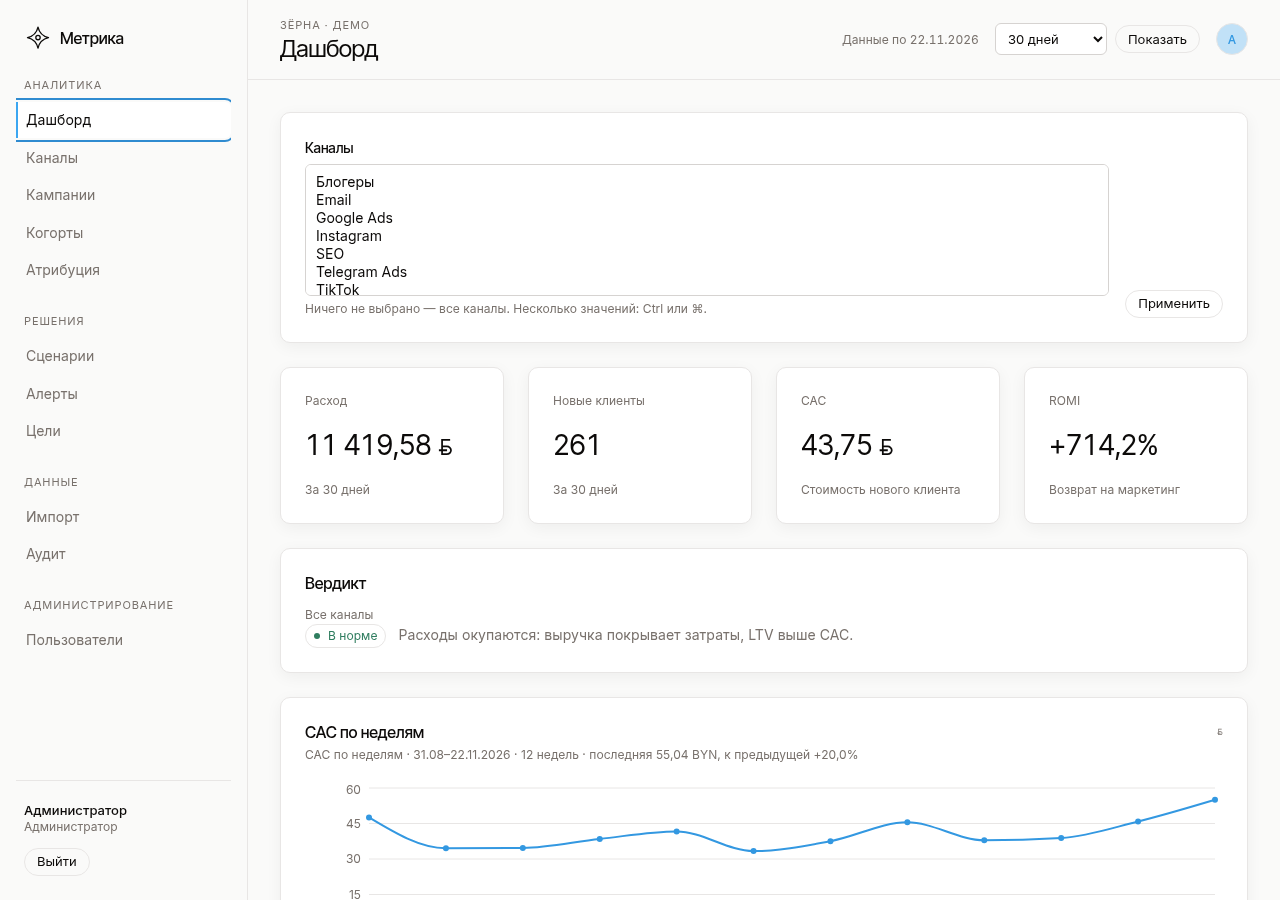 Метрика
АНАЛИТИКА
Дашборд
Каналы
Кампании
Когорты
Атрибуция
РЕШЕНИЯ
Сценарии
Алерты
Цели
ДАННЫЕ
Импорт
Аудит
АДМИНИСТРИРОВАНИЕ
Пользователи
Администратор
Администратор
Выйти
ЗЁРНА · ДЕМО
Дашборд
Данные по 22.11.2026
30 дней
Показать
А
Каналы
Блогеры
Email
Google Ads
Instagram
SEO
Telegram Ads
TikTok
Ничего не выбрано — все каналы. Несколько значений: Ctrl или ⌘.
Применить
Расход
11 419,58 Ƃ
За 30 дней
Новые клиенты
261
За 30 дней
CAC
43,75 Ƃ
Стоимость нового клиента
ROMI
+714,2%
Возврат на маркетинг
Вердикт
Все каналы
В норме
Расходы окупаются: выручка покрывает затраты, LTV выше CAC.
CAC по неделям
Ƃ
CAC по неделям · 31.08–22.11.2026 · 12 недель · последняя 55,04 BYN, к предыдущей +20,0%
60
45
30
15